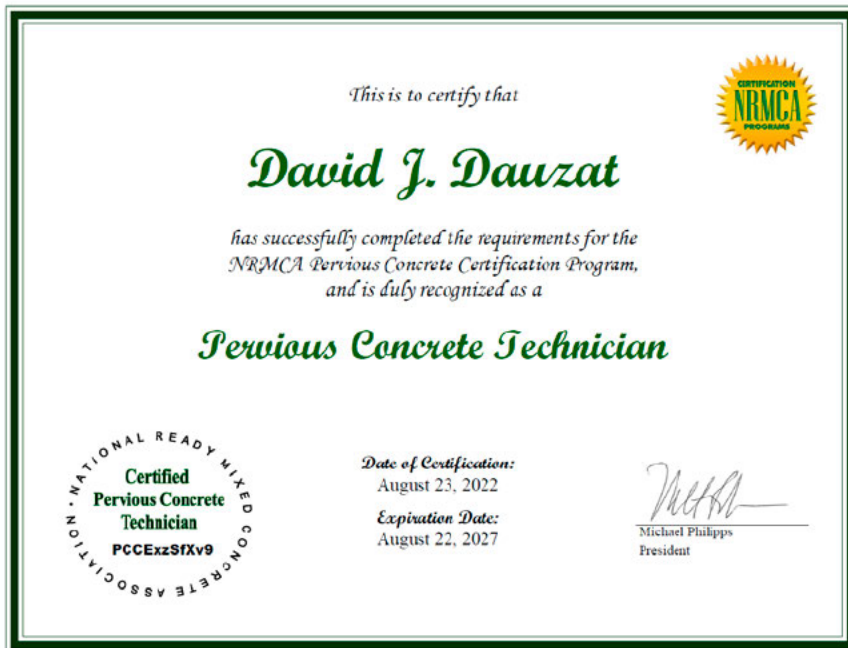 This is to certify that
CERTIFICATION
NRMCA
PROGRAMS
David J. Dauzat
has successfully completed the requirements for the
NRMCA Pervious Concrete Certification Program,
and is duly recognized as a
Pervious Concrete Technician
NATIONAL READY MIXED CONCRETE ASSOCIATION •
Certified
Pervious Concrete
Technician
PCCExzSfXv9
Date of Certification:
August 23, 2022
Expiration Date:
August 22, 2027
Michael Philipps
President